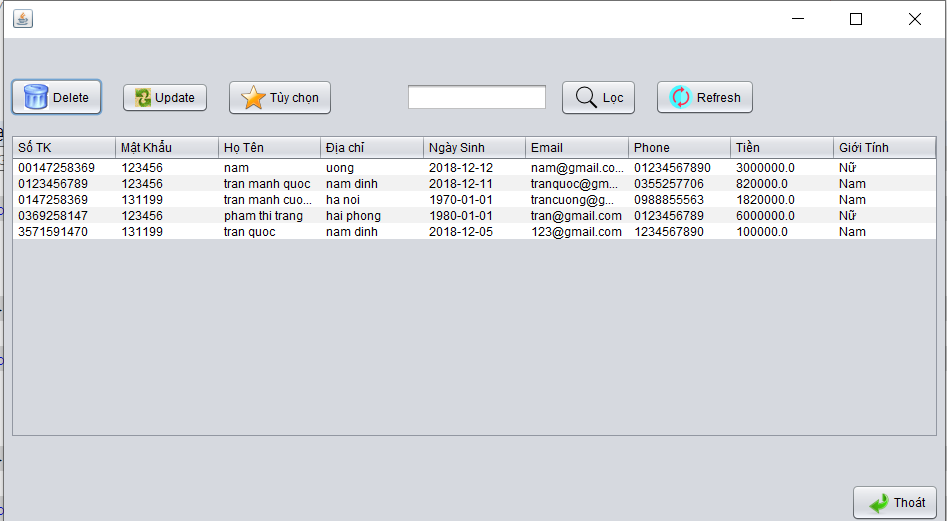 Delete Update Tùy chọn Lọc Refresh
Số TK Mật Khẩu Họ Tên Địa chỉ Ngày Sinh Email Phone Tiền Giới Tính
00147258369 123456 nam uong 2018-12-12 nam@gmail.co... 01234567890 3000000.0 Nữ
0123456789 123456 tran manh quoc nam dinh 2018-12-11 tranquoc@gm... 0355257706 820000.0 Nam
0147258369 131199 tran manh cuo... ha noi 1970-01-01 trancuong@g... 0988855563 1820000.0 Nam
0369258147 123456 pham thi trang hai phong 1980-01-01 tran@gmail.com 0123456789 6000000.0 Nữ
3571591470 131199 tran quoc nam dinh 2018-12-05 123@gmail.com 1234567890 100000.0 Nam
Thoát